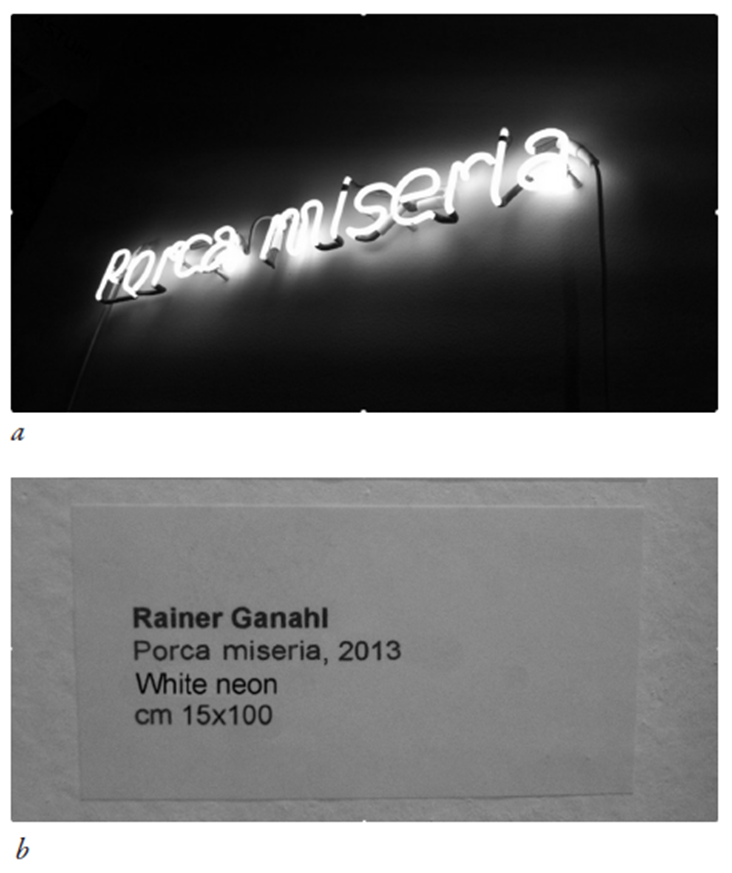 Porca miseria
a
Rainer Ganahl
Porca miseria, 2013
White neon
cm 15x100
b